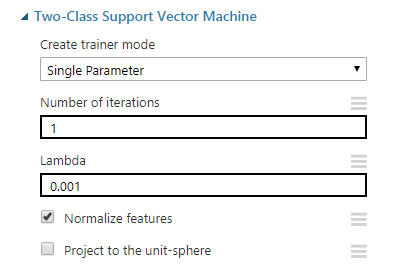 Two-Class Support Vector Machine
Create trainer mode
Single Parameter
Number of iterations
1
Lambda
0.001
Normalize features
Project to the unit-sphere